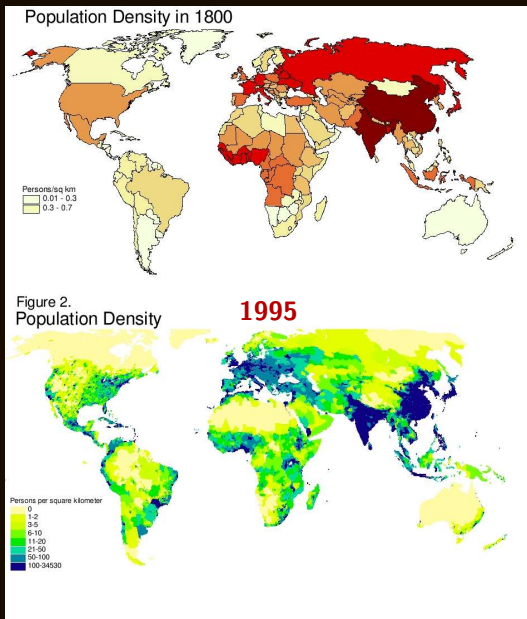 Population Density in 1800
Persons/sq km
0.01 - 0.3
0.3 - 0.7
Figure 2.
Population Density
1995
Persons per square kilometer
0
1-2
3-5
6-10
11-20
21-50
50-100
100-34530